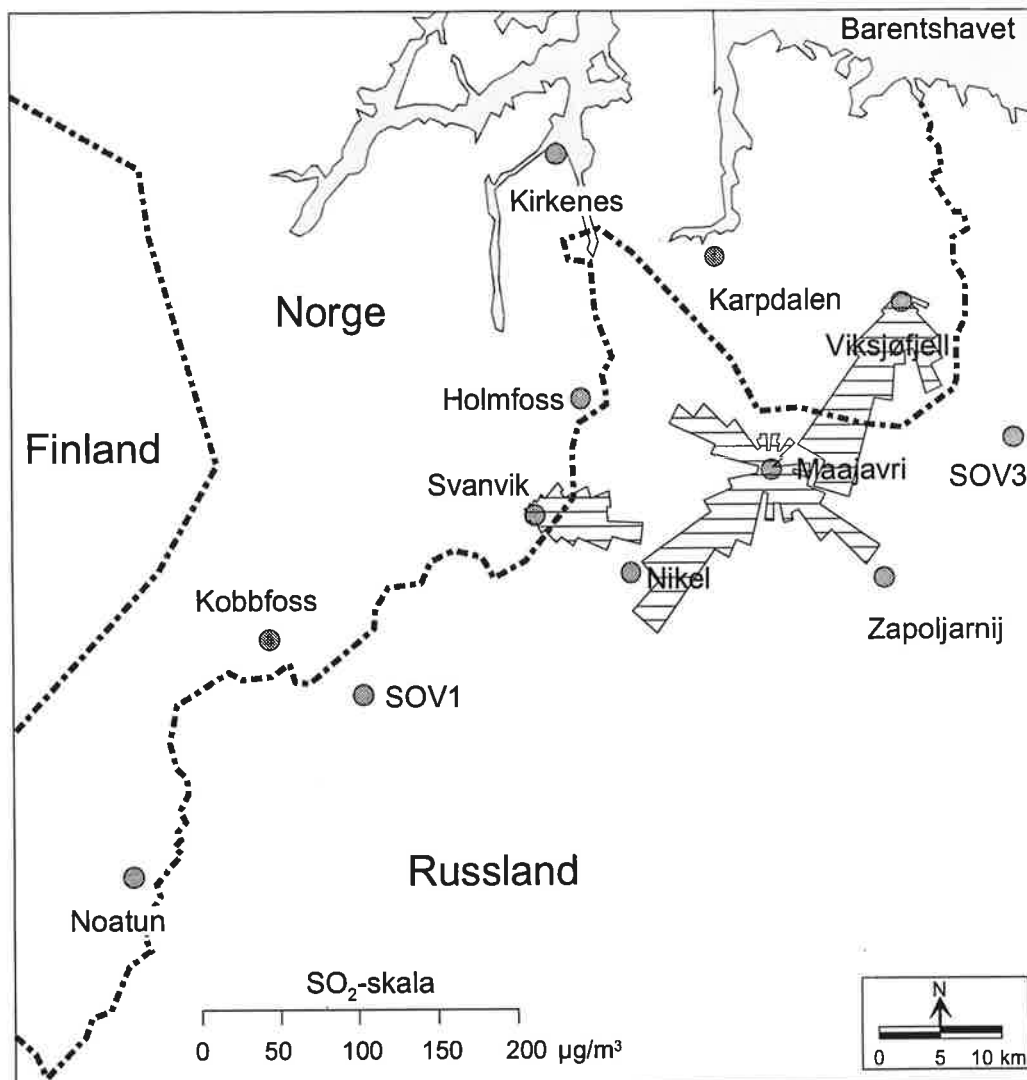 Barentshavet
Kirkenes
Karpdalen
Norge
Viksjøfjell
Holmfoss
Finland
Maajavri
SOV3
Svanvik
Nikel
Kobbfoss
Zapoljarnij
SOV1
Russland
Noatun
SO₂-skala
N
0 50 100 150 200 µg/m³
0 5 10 km